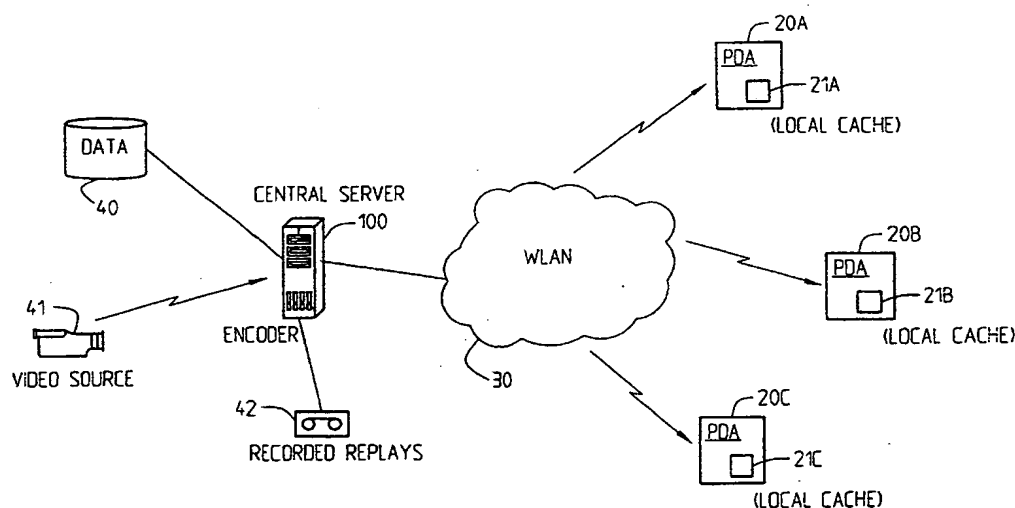 20A
PDA
21A
(LOCAL CACHE)
DATA
40
CENTRAL SERVER
100
WLAN
20B
PDA
21B
(LOCAL CACHE)
41
ENCODER
VIDEO SOURCE
30
42
RECORDED REPLAYS
20C
PDA
21C
(LOCAL CACHE)